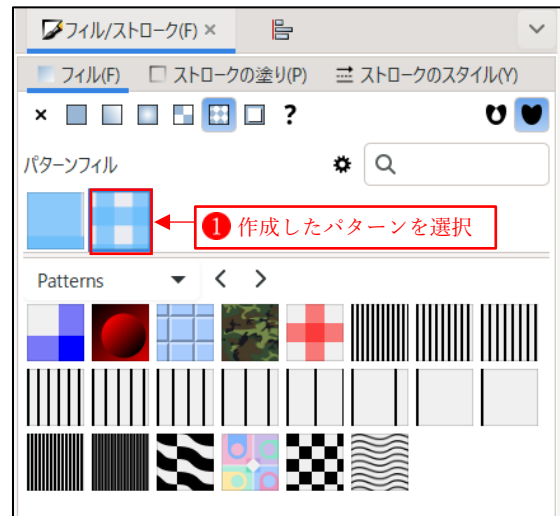 フィル/ストローク(F) ×
フィル(F) ストロークの塗り(P) ストロークのスタイル(Y)
× ?
パターンフィル
1 作成したパターンを選択
Patterns